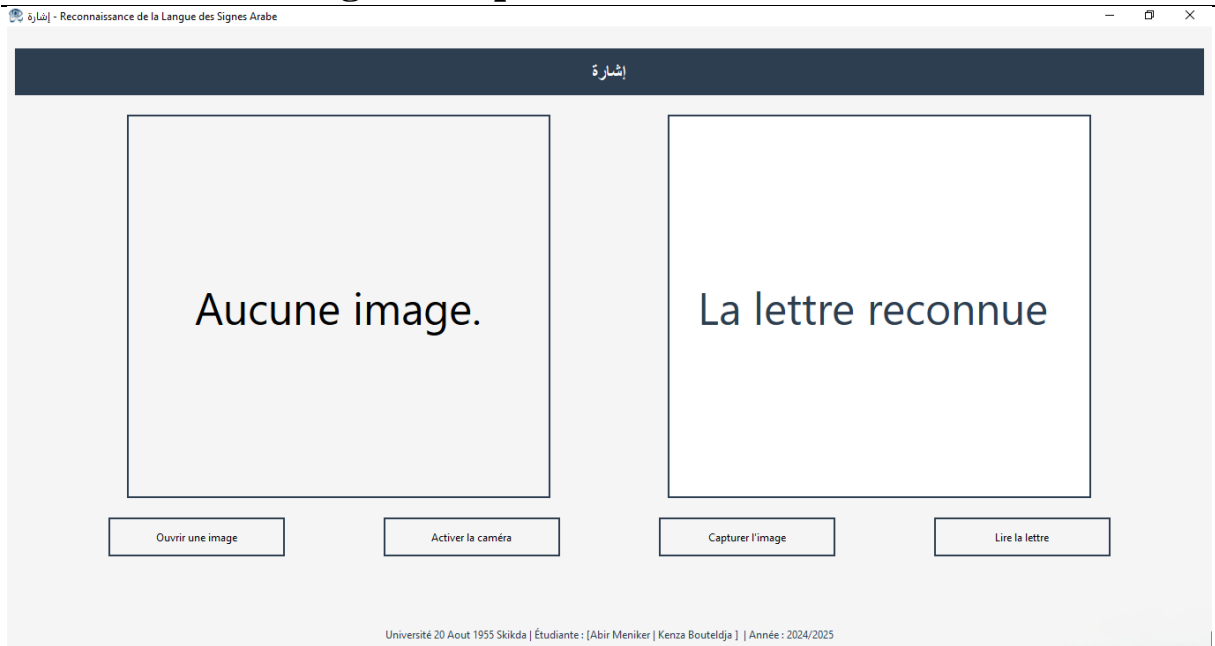 إشارة - Reconnaissance de la Langue des Signes Arabe
إشارة
Aucune image.
La lettre reconnue
Ouvrir une image
Activer la caméra
Capturer l'image
Lire la lettre
Université 20 Aout 1955 Skikda | Étudiante : [Abir Meniker | Kenza Bouteldja ] | Année : 2024/2025